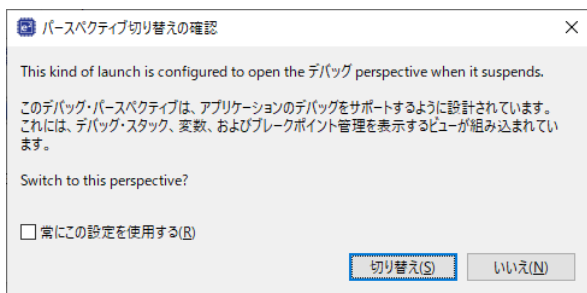 パースペクティブ切り替えの確認
This kind of launch is configured to open the デバッグ perspective when it suspends.
このデバッグ・パースペクティブは、アプリケーションのデバッグをサポートするように設計されています。
これには、デバッグ・スタック、変数、およびブレークポイント管理を表示するビューが組み込まれてい
ます。
Switch to this perspective?
常にこの設定を使用する(R)
切り替え(S) いいえ(N)